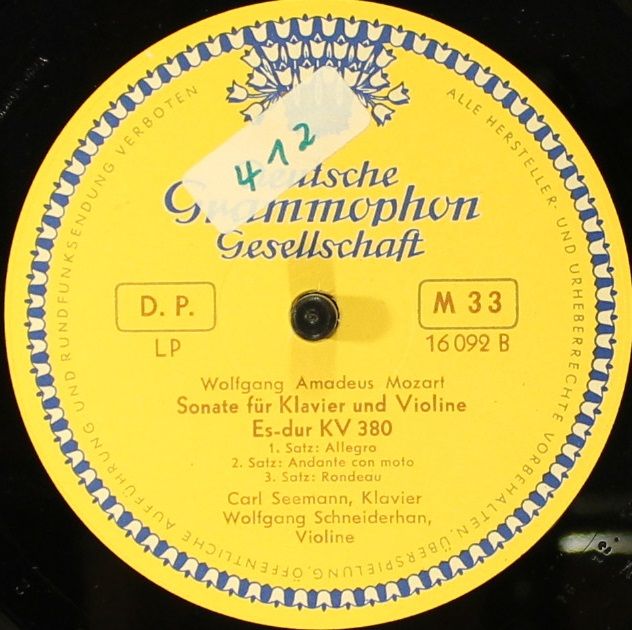 412
Deutsche
Grammophon
Gesellschaft
D. P.
M 33
LP
16 092 B
Wolfgang Amadeus Mozart
Sonate für Klavier und Violine
Es-dur KV 380
1. Satz: Allegro
2. Satz: Andante con moto
3. Satz: Rondeau
Carl Seemann, Klavier
Wolfgang Schneiderhan,
Violine
ALLE HERSTELLER- UND URHEBERRECHTE VORBEHALTEN. ÜBERSPIELUNG, ÖFFENTLICHE AUFFÜHRUNG UND RUNDFUNKSENDUNG VERBOTEN